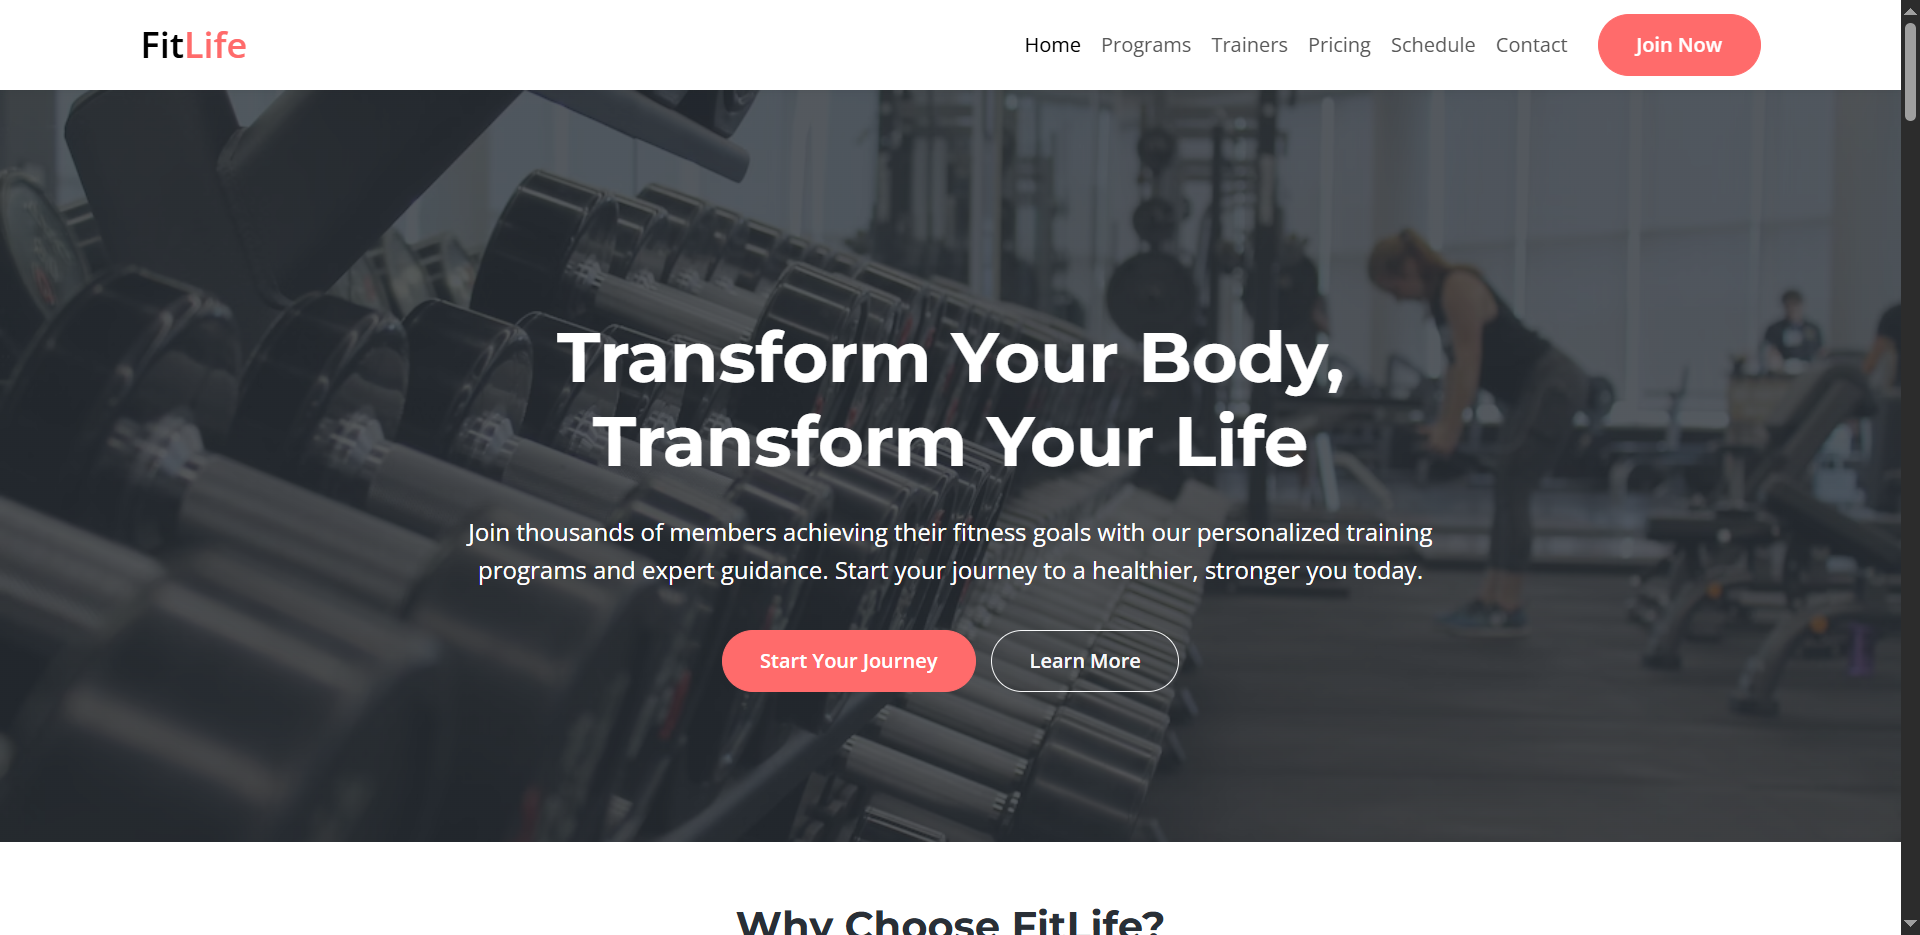 FitLife
Home Programs Trainers Pricing Schedule Contact Join Now
Transform Your Body,
Transform Your Life
Join thousands of members achieving their fitness goals with our personalized training
programs and expert guidance. Start your journey to a healthier, stronger you today.
Start Your Journey Learn More
Why Choose FitLife?